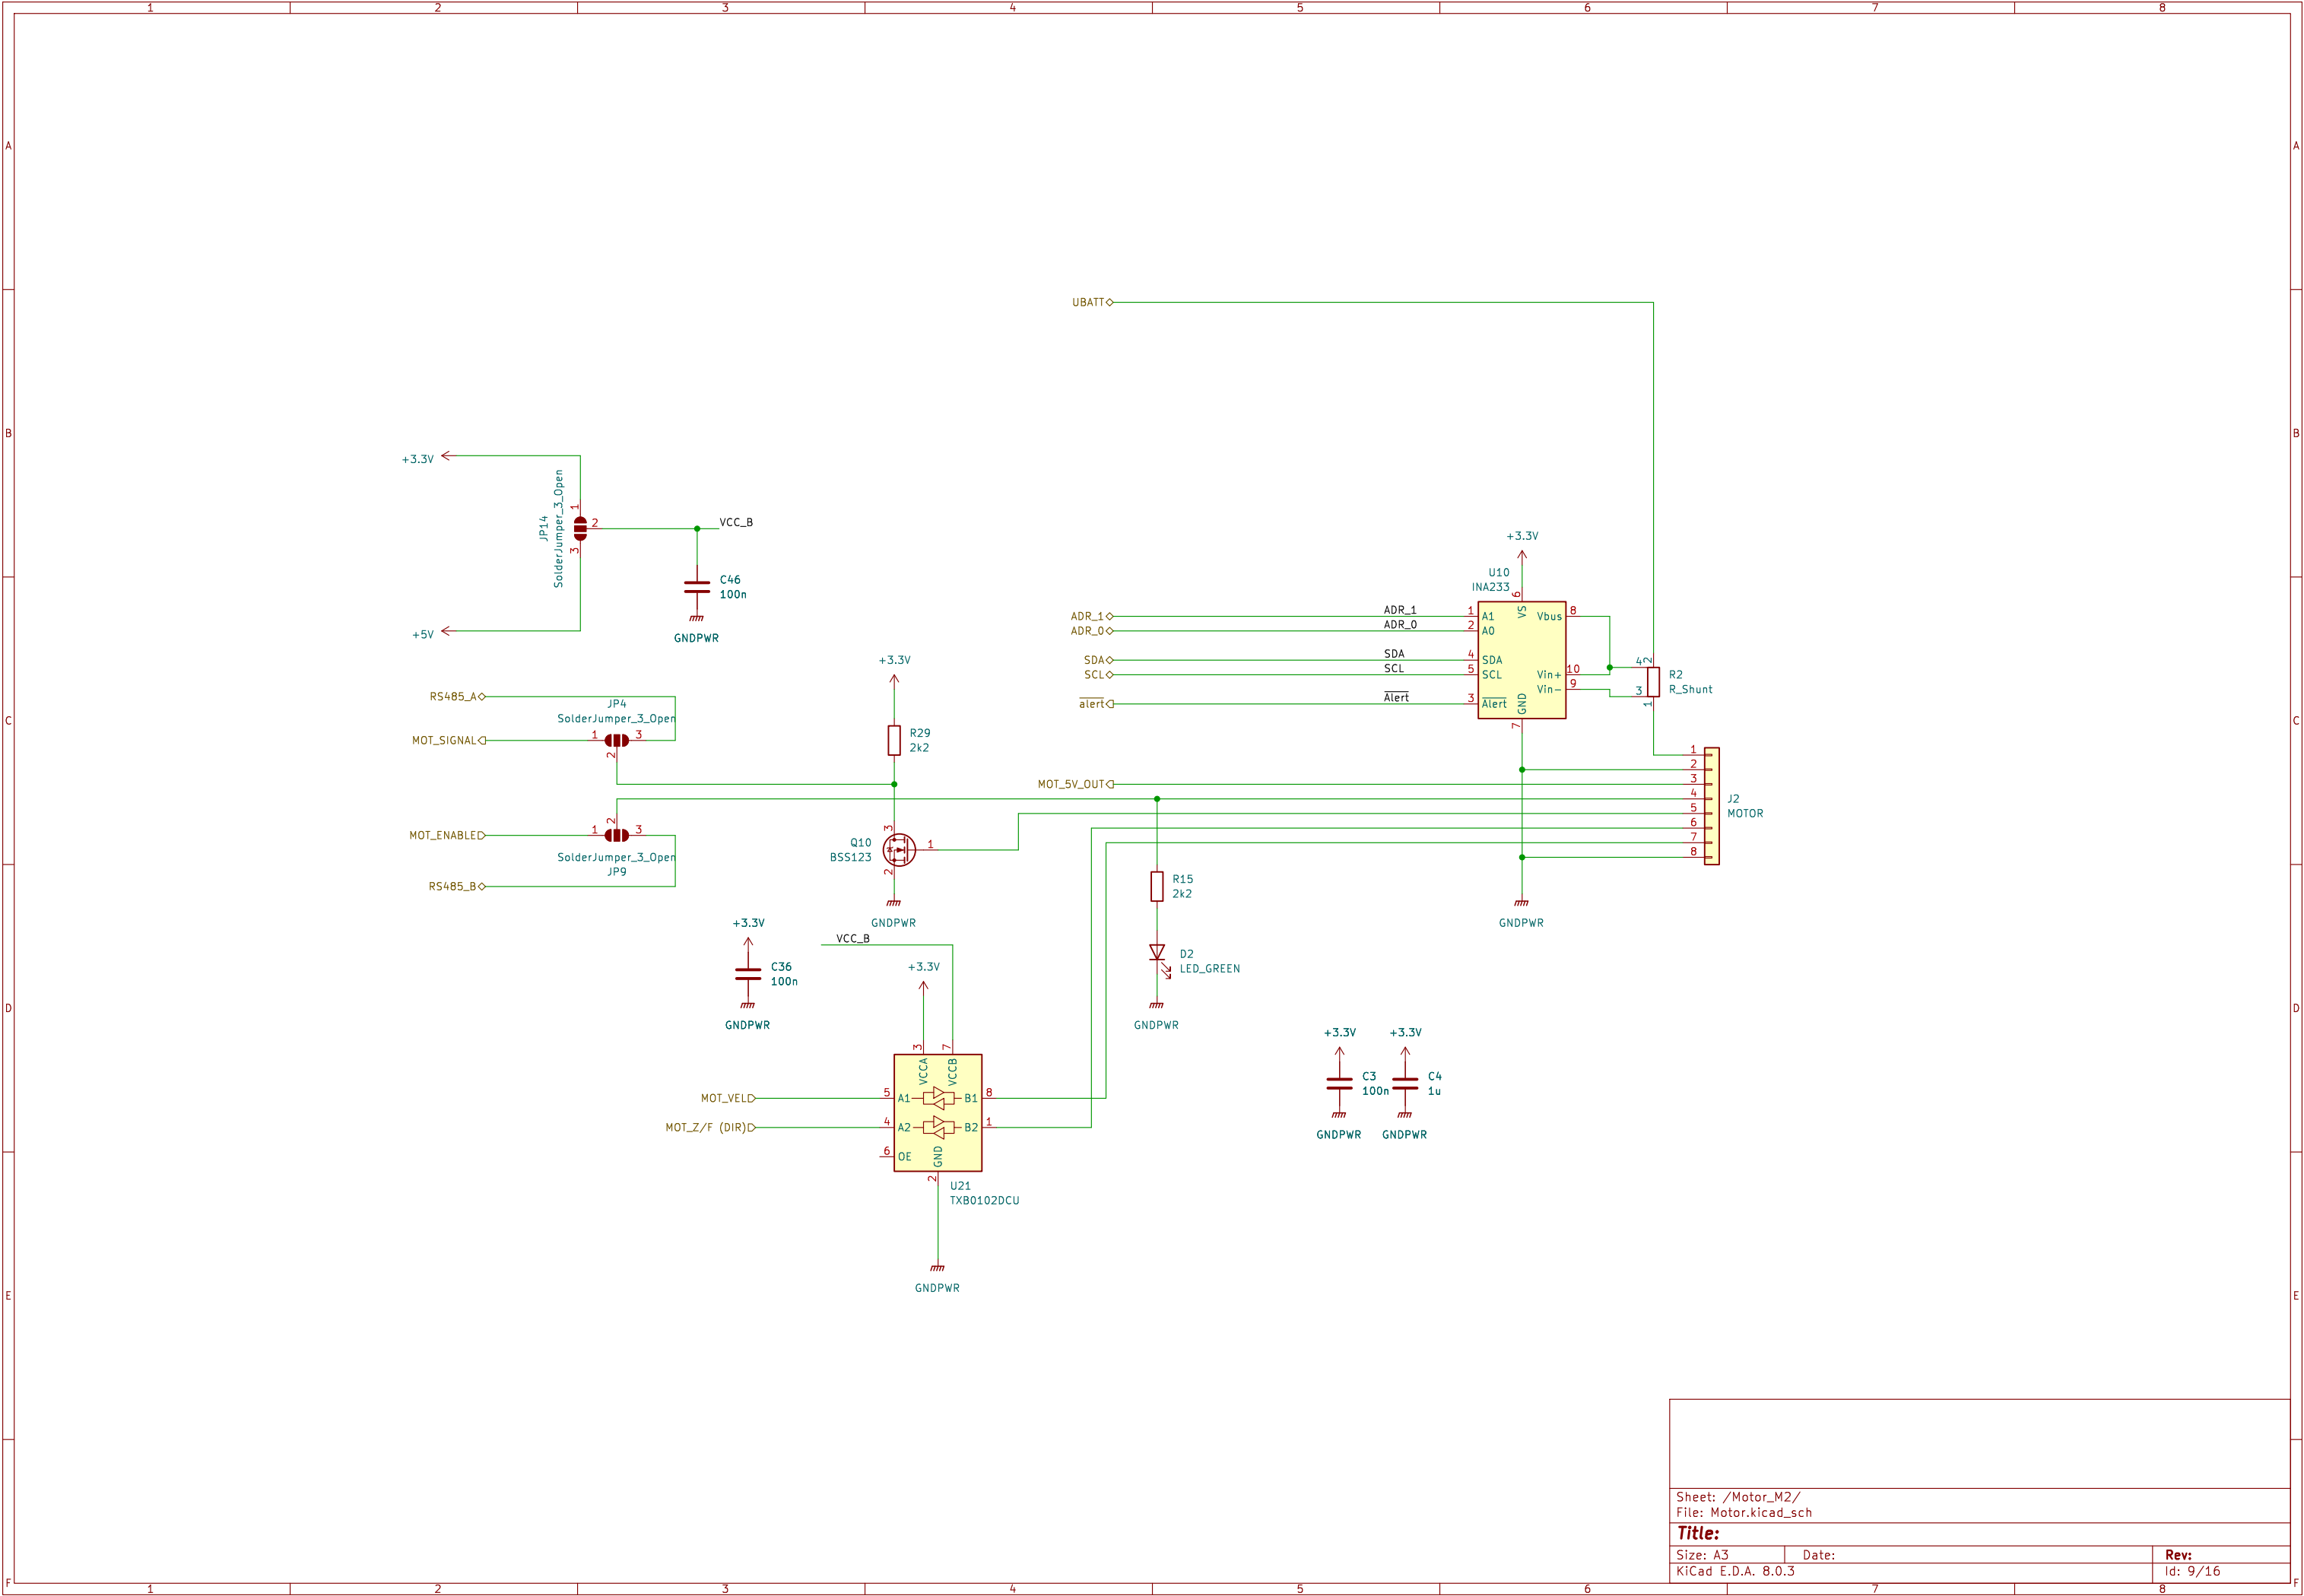 1 2 3 4 5 6 7 8
A A
UBATT
B B
+3.3V
JP14
SolderJumper_3_Open
1
2
3
VCC_B
C46
100n
GNDPWR
+5V
+3.3V
U10
INA233
6
VS
ADR_1 ADR_1 1 A1 Vbus 8
ADR_0 ADR_0 2 A0
SDA SDA 4 SDA
SCL SCL 5 SCL Vin+ 10
Vin- 9
alert Alert 3 Alert
GND
7
4 2
3 1
R2
R_Shunt
C C
RS485_A
JP4
SolderJumper_3_Open
MOT_SIGNAL 1 3
2
+3.3V
R29
2k2
MOT_5V_OUT
1
2
3
4
5
6
7
8
J2
MOTOR
2
MOT_ENABLE 1 3
SolderJumper_3_Open
JP9
RS485_B
3
Q10
BSS123
1
2
GNDPWR
R15
2k2
GNDPWR
D2
LED_GREEN
GNDPWR
D D
+3.3V
C36
100n
GNDPWR
VCC_B
+3.3V
3 7
VCCA VCCB
MOT_VEL 5 A1 B1 8
MOT_Z/F (DIR) 4 A2 B2 1
6 OE
GND
2
U21
TXB0102DCU
GNDPWR
+3.3V +3.3V
C3 C4
100n 1u
GNDPWR GNDPWR
E E
Sheet: /Motor_M2/
File: Motor.kicad_sch
Title:
Size: A3 Date: Rev:
KiCad E.D.A. 8.0.3 Id: 9/16
F F
1 2 3 4 5 6 7 8